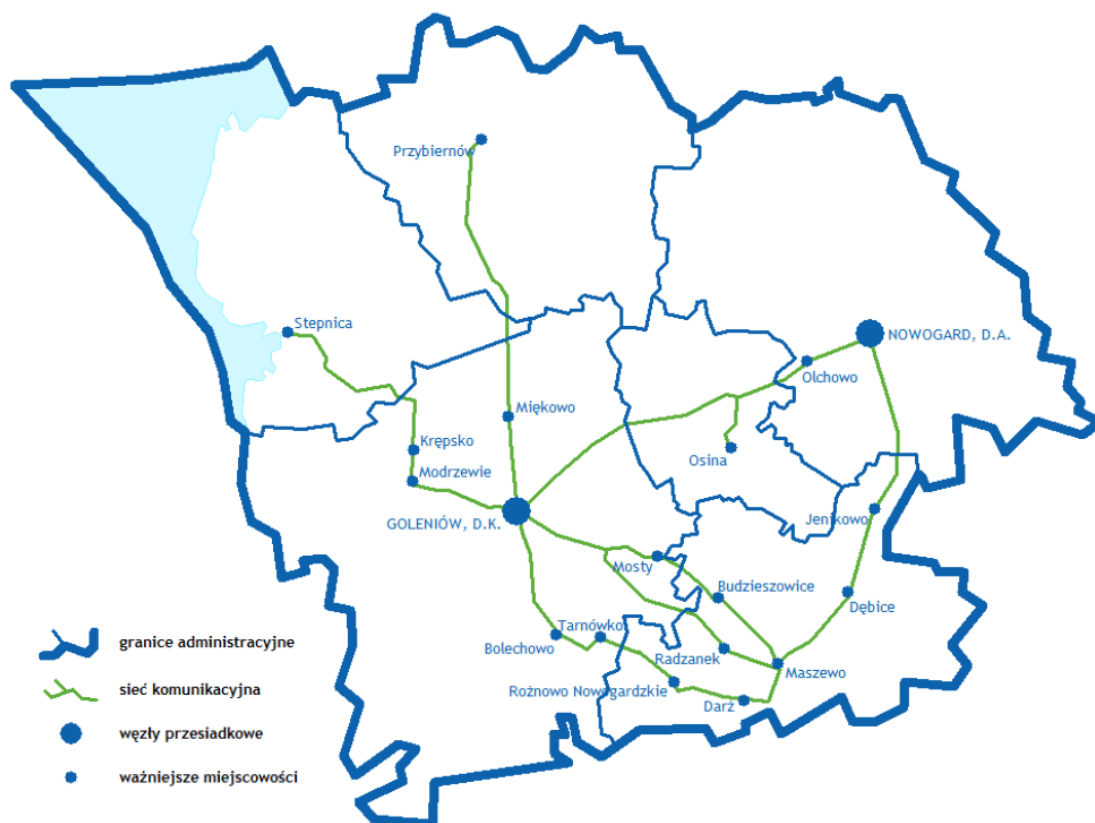 Przybiernów
Stepnica
NOWOGARD, D.A.
Olchowo
Miękowo
Krępsko
Osina
Modrzewie
Jenikowo
GOLENIÓW, D.K.
Mosty
Budzieszowice
Dębice
Tarnówko
Bolechowo
Radzanek
Maszewo
Rożnowo Nowogardzkie
Darż
granice administracyjne
sieć komunikacyjna
węzły przesiadkowe
ważniejsze miejscowości